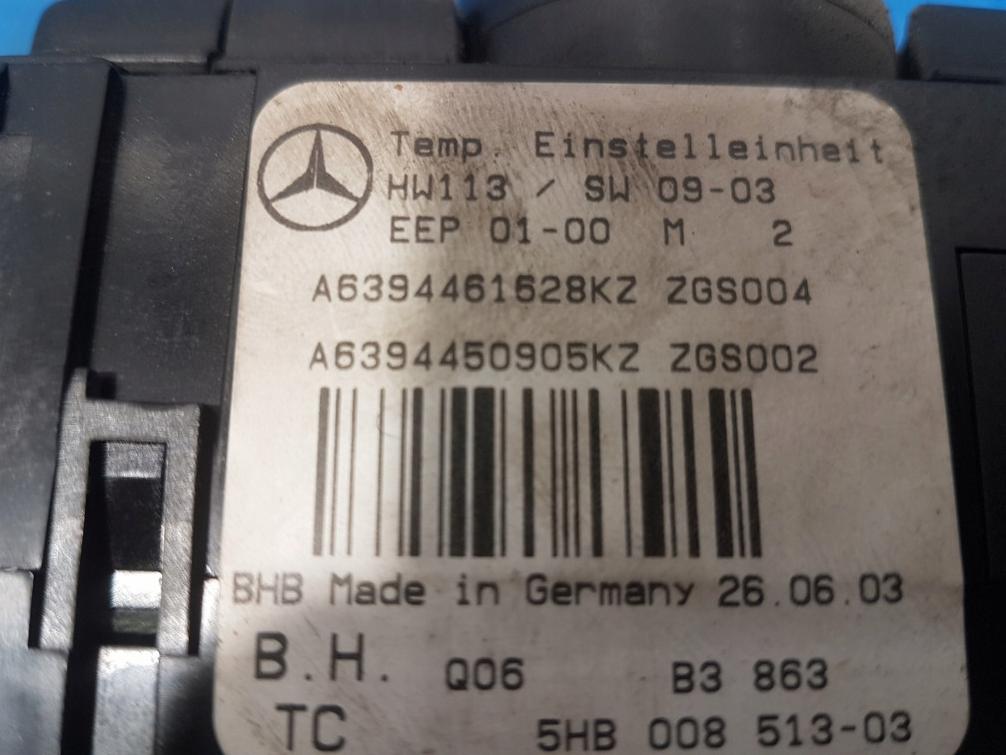 Temp. Einstelleinheit
HW113 / SW 09-03
EEP 01-00 M 2
A6394461628KZ ZGS004
A6394450905KZ ZGS002
BHB Made in Germany 26.06.03
B.H. Q06 B3 863
TC 5HB 008 513-03